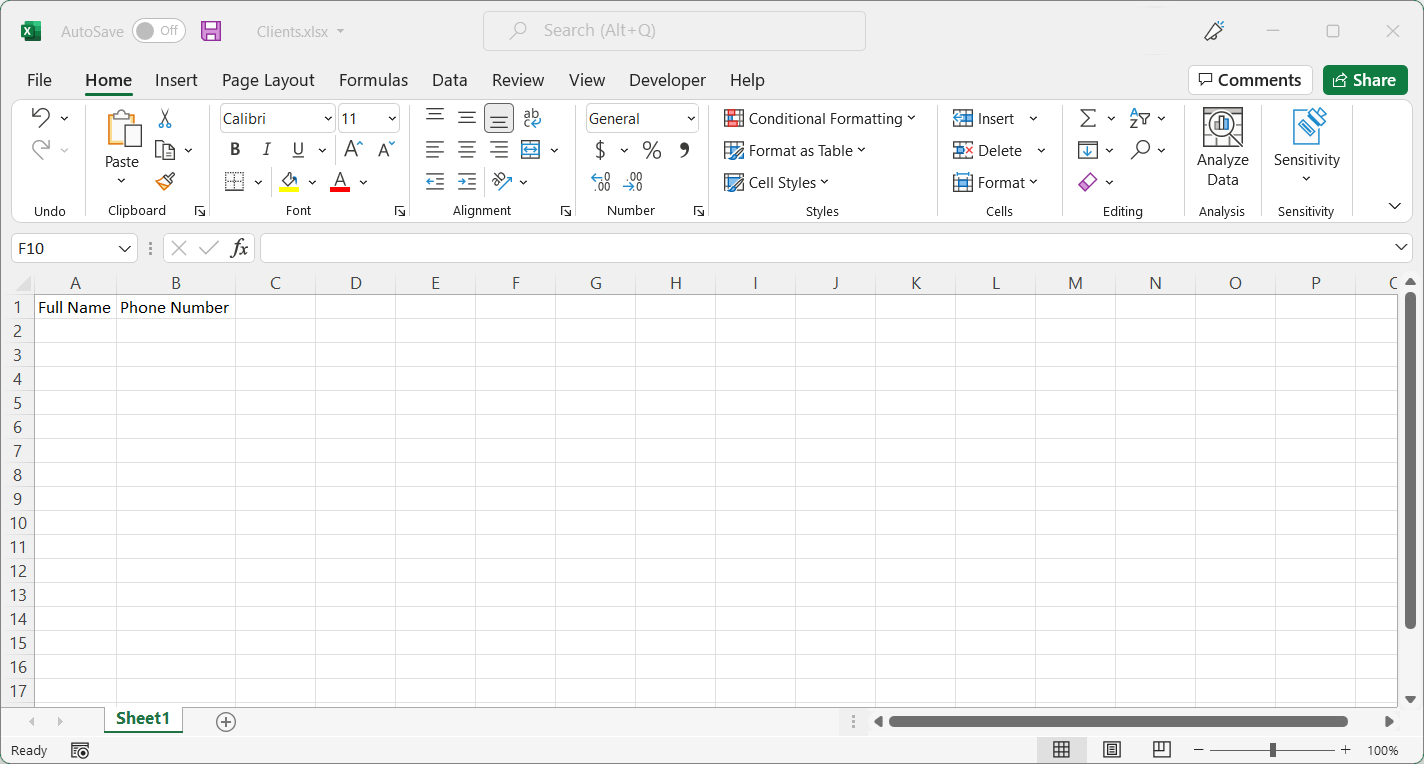 AutoSave Off Clients.xlsx Search (Alt+Q)
File Home Insert Page Layout Formulas Data Review View Developer Help Comments Share
Calibri 11 ab General Conditional Formatting Insert
Paste B I U A A $ % Format as Table Delete Analyze Data Sensitivity
A .00 .00 Cell Styles Format
Undo Clipboard Font Alignment Number Styles Cells Editing Analysis Sensitivity
F10 fx
A B C D E F G H I J K L M N O P
1 Full Name Phone Number
2
3
4
5
6
7
8
9
10
11
12
13
14
15
16
17
Sheet1
Ready 100%